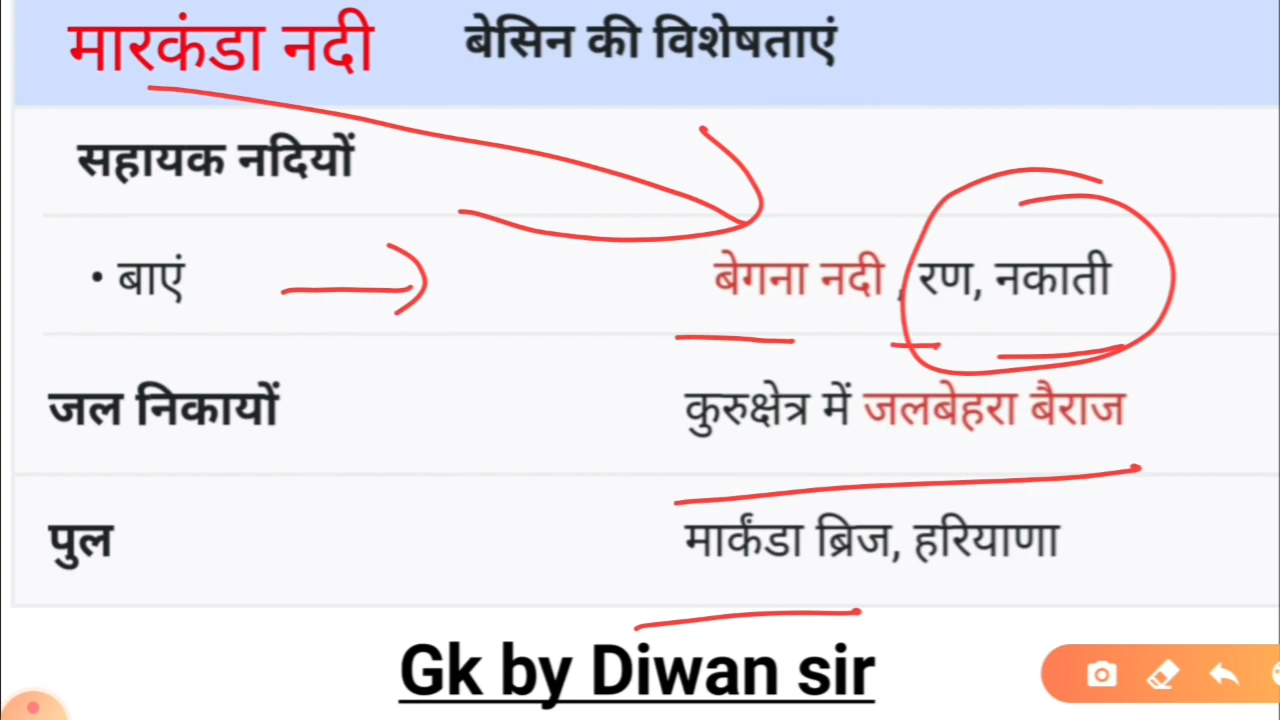 मारकंडा नदी बेसिन की विशेषताएं
सहायक नदियों
• बाएं बेगना नदी , रण, नकाती
जल निकायों कुरुक्षेत्र में जलबेहरा बैराज
पुल मार्कंडा ब्रिज, हरियाणा
Gk by Diwan sir